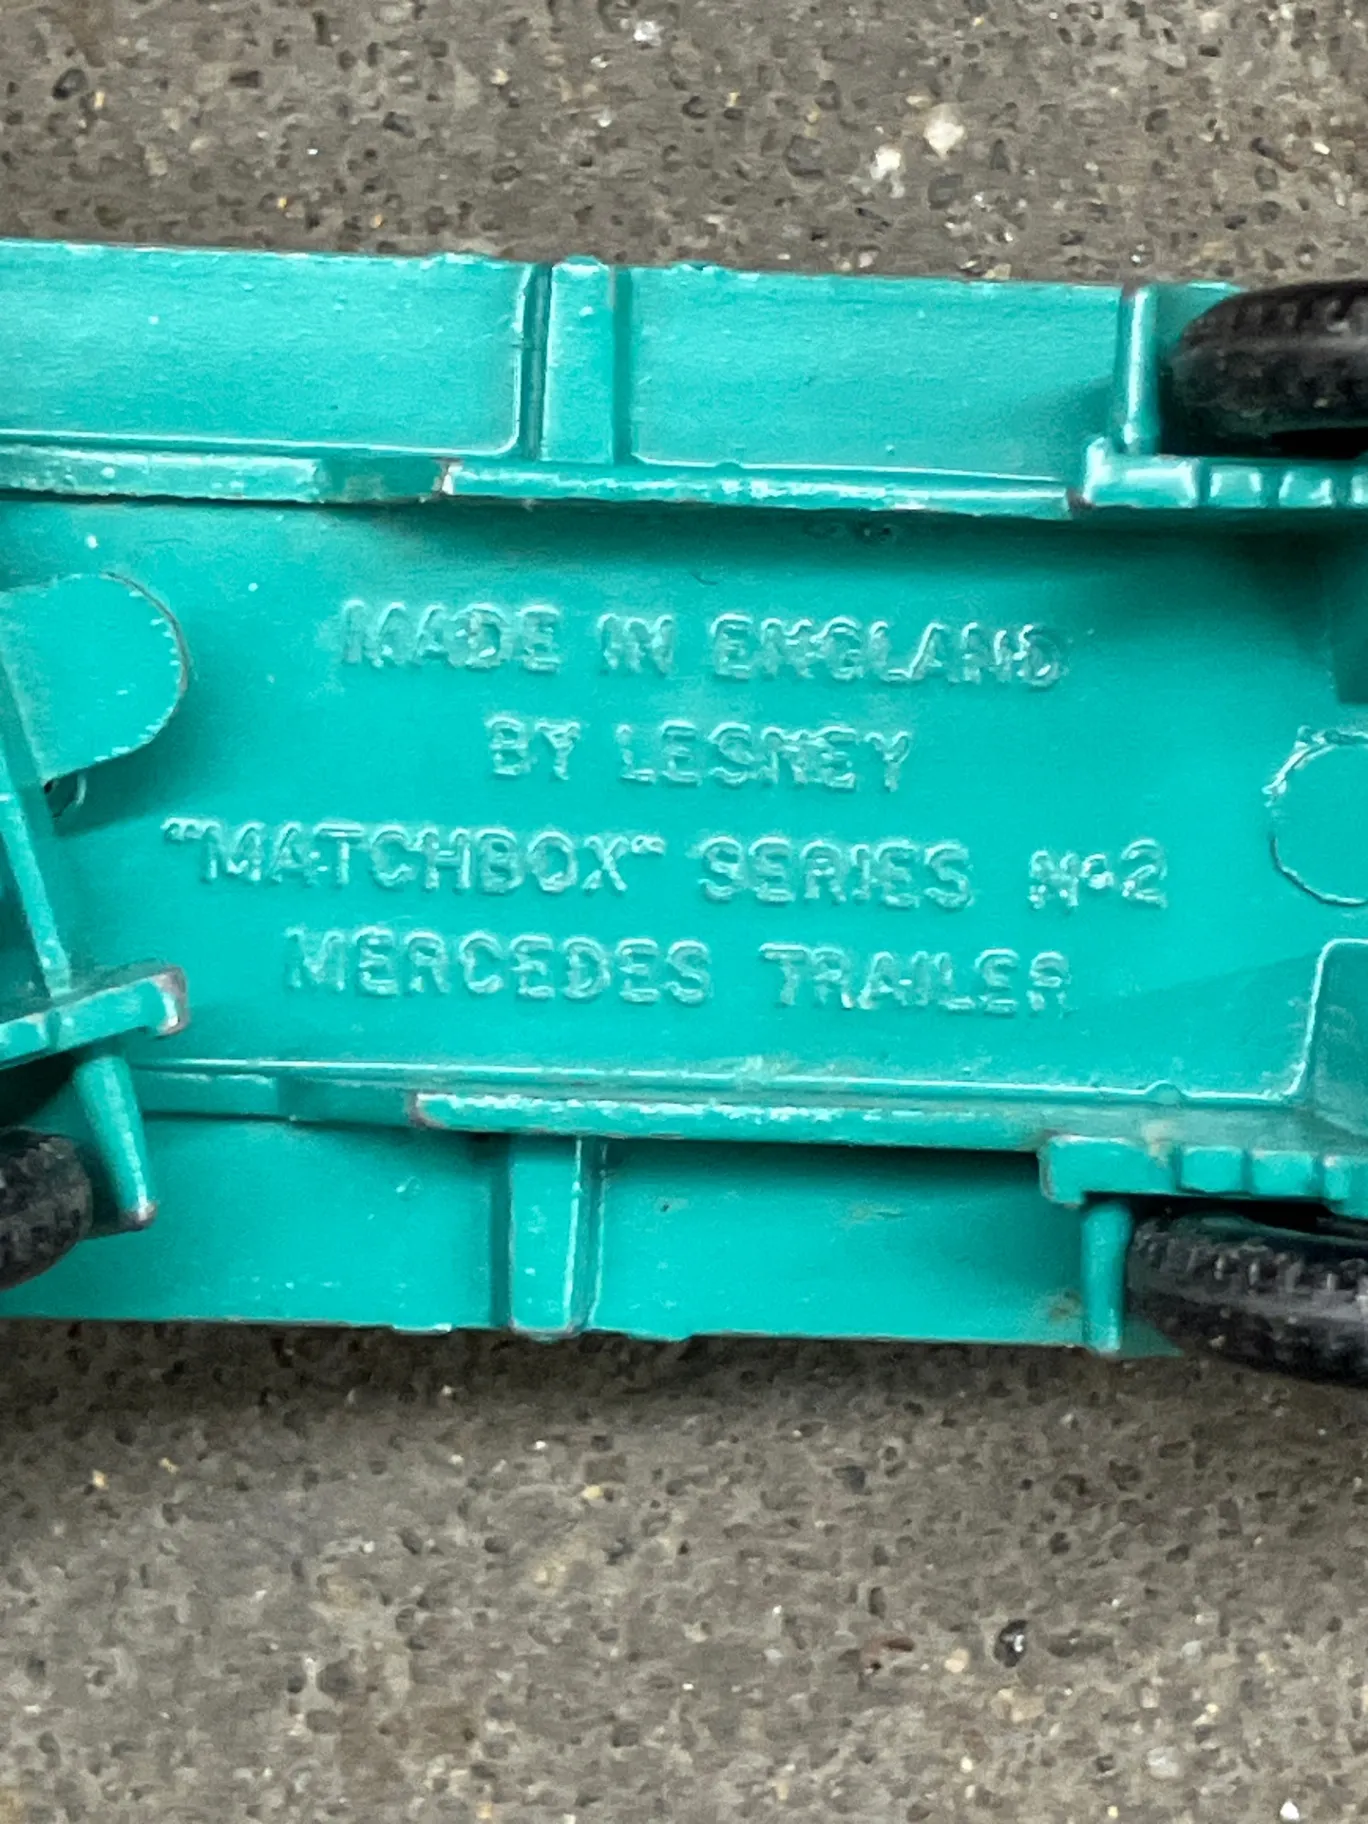 MADE IN ENGLAND
BY LESNEY
"MATCHBOX" SERIES Nº2
MERCEDES TRAILER